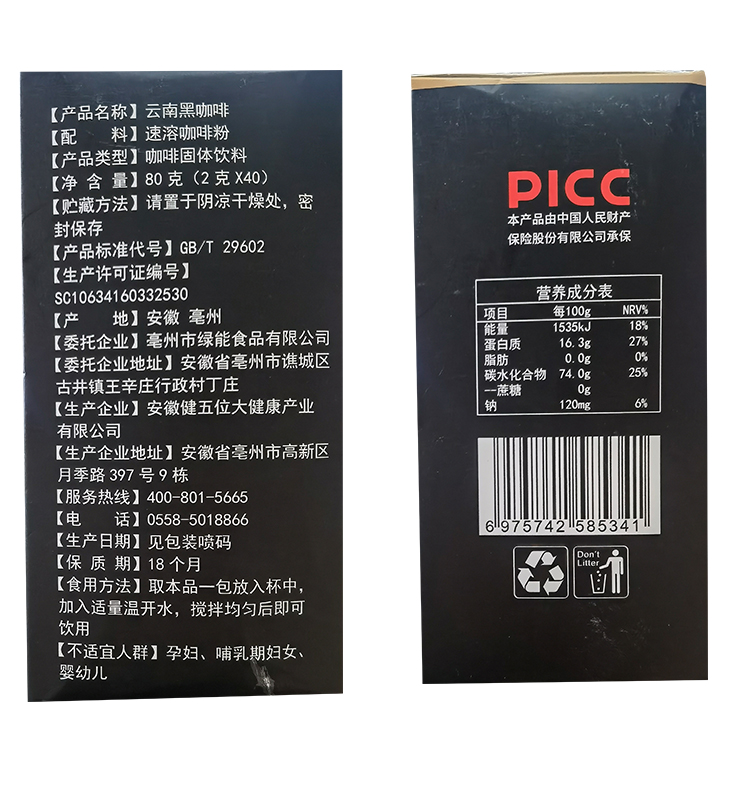 【产品名称】云南黑咖啡
【配 料】速溶咖啡粉
【产品类型】咖啡固体饮料
【净 含 量】80克（2克X40）
【贮藏方法】请置于阴凉干燥处，密
封保存
【产品标准代号】GB/T 29602
【生产许可证编号】
SC10634160332530
【产 地】安徽 亳州
【委托企业】亳州市绿能食品有限公司
【委托企业地址】安徽省亳州市谯城区
古井镇王辛庄行政村丁庄
【生产企业】安徽健五位大健康产业
有限公司
【生产企业地址】安徽省亳州市高新区
月季路397号9栋
【服务热线】400-801-5665
【电 话】0558-5018866
【生产日期】见包装喷码
【保 质 期】18个月
【食用方法】取本品一包放入杯中，
加入适量温开水，搅拌均匀后即可
饮用
【不适宜人群】孕妇、哺乳期妇女、
婴幼儿
PICC
本产品由中国人民财产
保险股份有限公司承保
营养成分表
项目 每100g NRV%
能量 1535kJ 18%
蛋白质 16.3g 27%
脂肪 0.0g 0%
碳水化合物 74.0g 25%
--蔗糖 0g
钠 120mg 6%
6 975742 585341
Don't
Litter